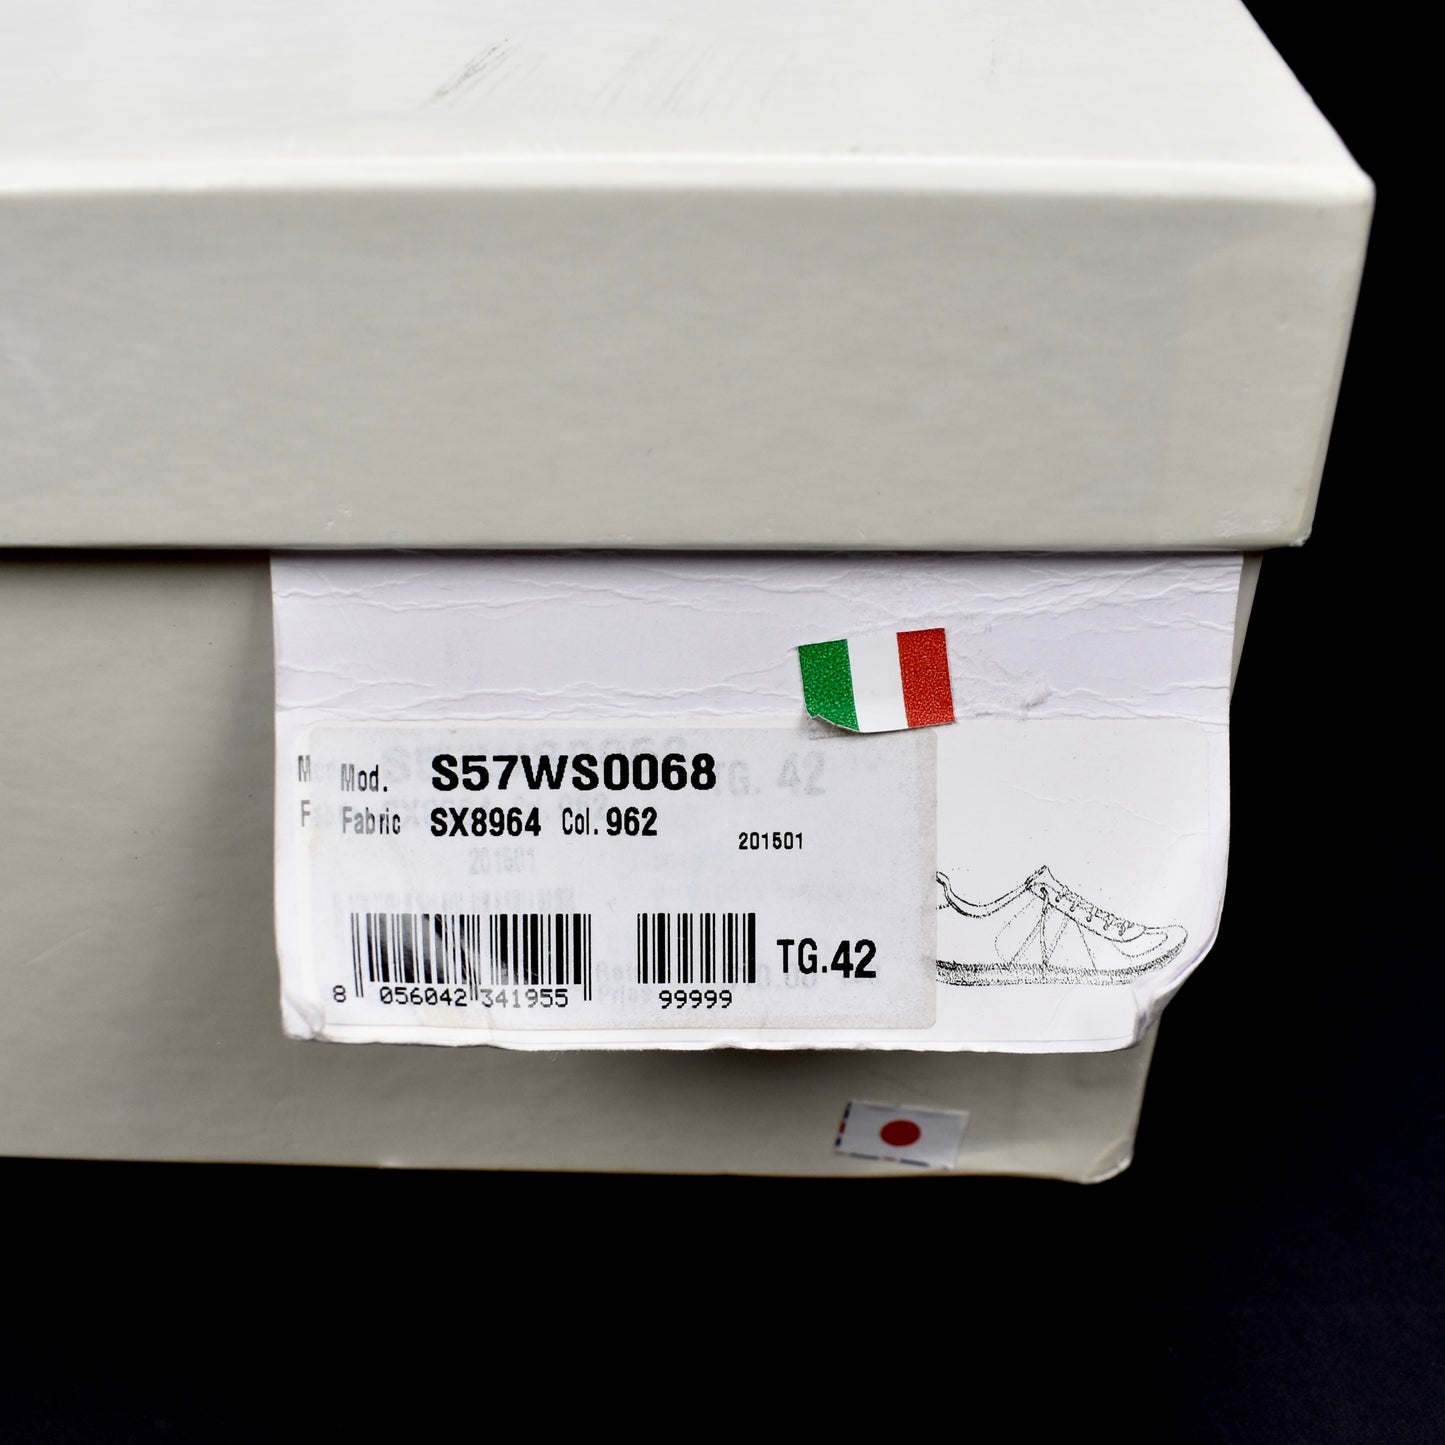 M Mod. S57WS0068
F Fabric SX8964 Col. 962
201501
8 056042 341955 99999 TG.42